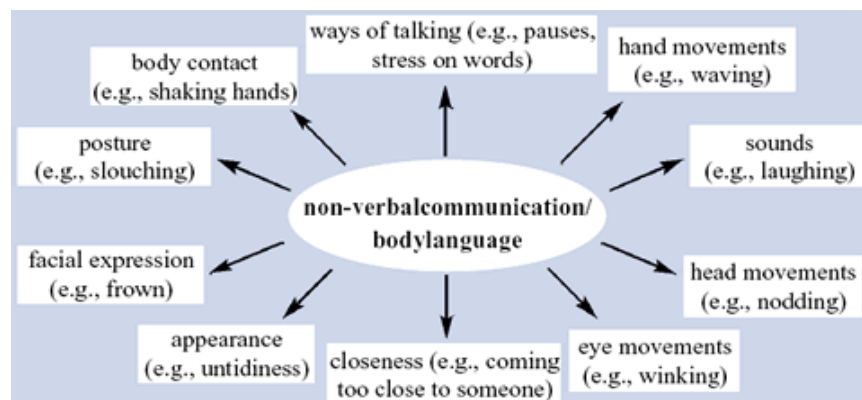 ways of talking (e.g., pauses,
stress on words)
hand movements
(e.g., waving)
body contact
(e.g., shaking hands)
posture
(e.g., slouching)
sounds
(e.g., laughing)
non-verbalcommunication/
bodylanguage
facial expression
(e.g., frown)
head movements
(e.g., nodding)
appearance
(e.g., untidiness)
closeness (e.g., coming
too close to someone)
eye movements
(e.g., winking)